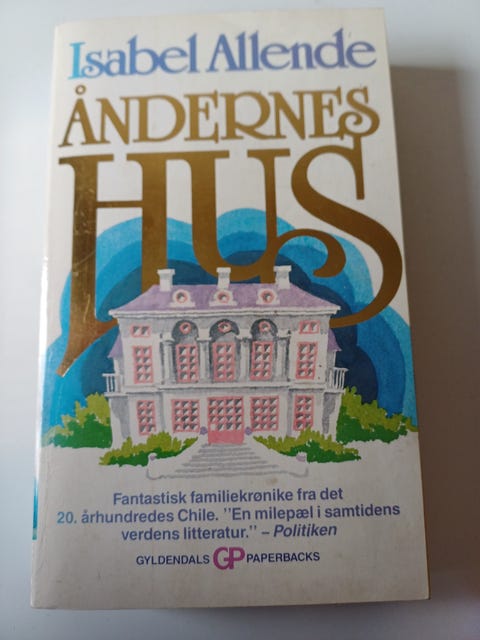 Isabel Allende
ÅNDERNES
HUS
Fantastisk familiekrønike fra det
20. århundredes Chile. "En milepæl i samtidens
verdens litteratur." – Politiken
GYLDENDALS GP PAPERBACKS